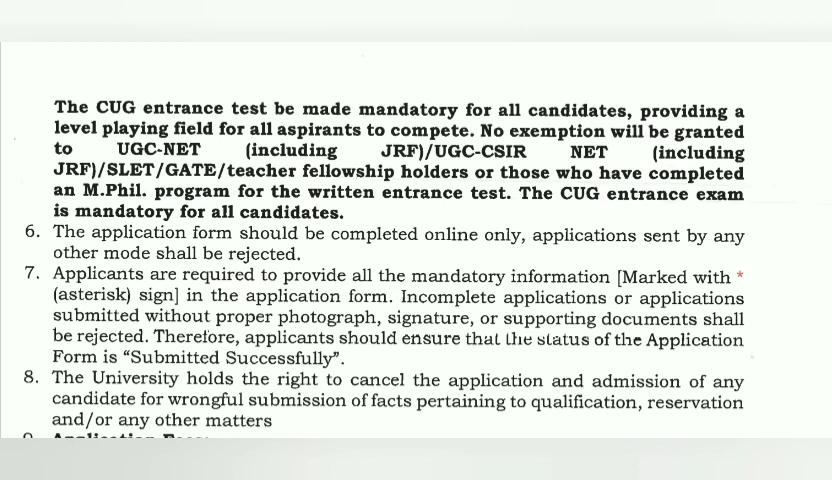 The CUG entrance test be made mandatory for all candidates, providing a
level playing field for all aspirants to compete. No exemption will be granted
to UGC-NET (including JRF)/UGC-CSIR NET (including
JRF)/SLET/GATE/teacher fellowship holders or those who have completed
an M.Phil. program for the written entrance test. The CUG entrance exam
is mandatory for all candidates.
6. The application form should be completed online only, applications sent by any
other mode shall be rejected.
7. Applicants are required to provide all the mandatory information [Marked with *
(asterisk) sign] in the application form. Incomplete applications or applications
submitted without proper photograph, signature, or supporting documents shall
be rejected. Therefore, applicants should ensure that the status of the Application
Form is “Submitted Successfully”.
8. The University holds the right to cancel the application and admission of any
candidate for wrongful submission of facts pertaining to qualification, reservation
and/or any other matters